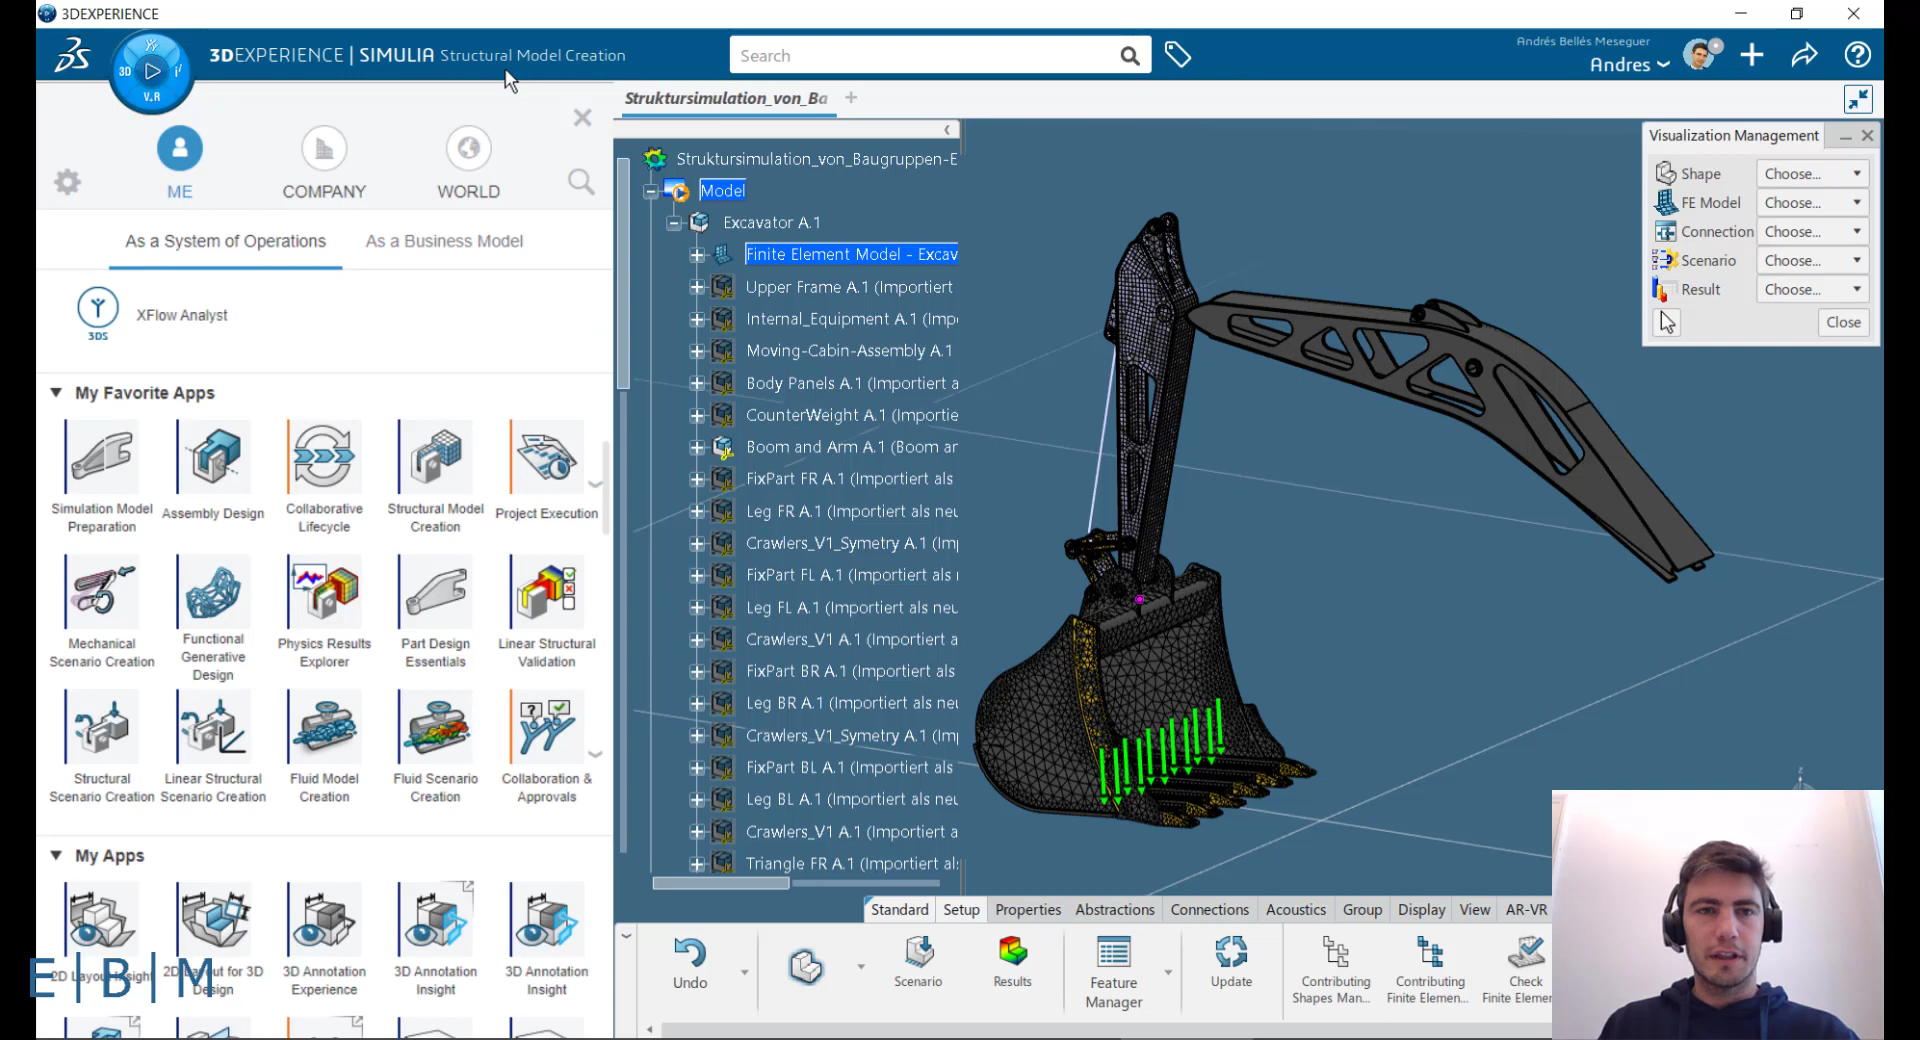 3DEXPERIENCE
3DEXPERIENCE | SIMULIA Structural Model Creation
Search
Andrés Bellés Meseguer
Andres
3D
V.R
ME
COMPANY
WORLD
As a System of Operations
As a Business Model
3DS
XFlow Analyst
My Favorite Apps
Simulation Model Preparation
Assembly Design
Collaborative Lifecycle
Structural Model Creation
Project Execution
Mechanical Scenario Creation
Functional Generative Design
Physics Results Explorer
Part Design Essentials
Linear Structural Validation
Structural Scenario Creation
Linear Structural Scenario Creation
Fluid Model Creation
Fluid Scenario Creation
Collaboration & Approvals
My Apps
2D Layout Insight
2D Layout for 3D Design
3D Annotation Experience
3D Annotation Insight
3D Annotation Insight
E|B|M
Struktursimulation_von_Ba
Struktursimulation_von_Baugruppen-E
Model
Excavator A.1
Finite Element Model - Excav
Upper Frame A.1 (Importiert
Internal_Equipment A.1 (Imp
Moving-Cabin-Assembly A.1
Body Panels A.1 (Importiert a
CounterWeight A.1 (Importie
Boom and Arm A.1 (Boom ar
FixPart FR A.1 (Importiert als
Leg FR A.1 (Importiert als neu
Crawlers_V1_Symetry A.1 (Im
FixPart FL A.1 (Importiert als
Leg FL A.1 (Importiert als neu
Crawlers_V1 A.1 (Importiert a
FixPart BR A.1 (Importiert als
Leg BR A.1 (Importiert als neu
Crawlers_V1_Symetry A.1 (Im
FixPart BL A.1 (Importiert als
Leg BL A.1 (Importiert als neu
Crawlers_V1 A.1 (Importiert a
Triangle FR A.1 (Importiert al
Visualization Management
Shape Choose...
FE Model Choose...
Connection Choose...
Scenario Choose...
Result Choose...
Close
Standard Setup Properties Abstractions Connections Acoustics Group Display View AR-VR
Undo
Scenario
Results
Feature Manager
Update
Contributing Shapes Man...
Contributing Finite Elemen...
Check Finite Elemer